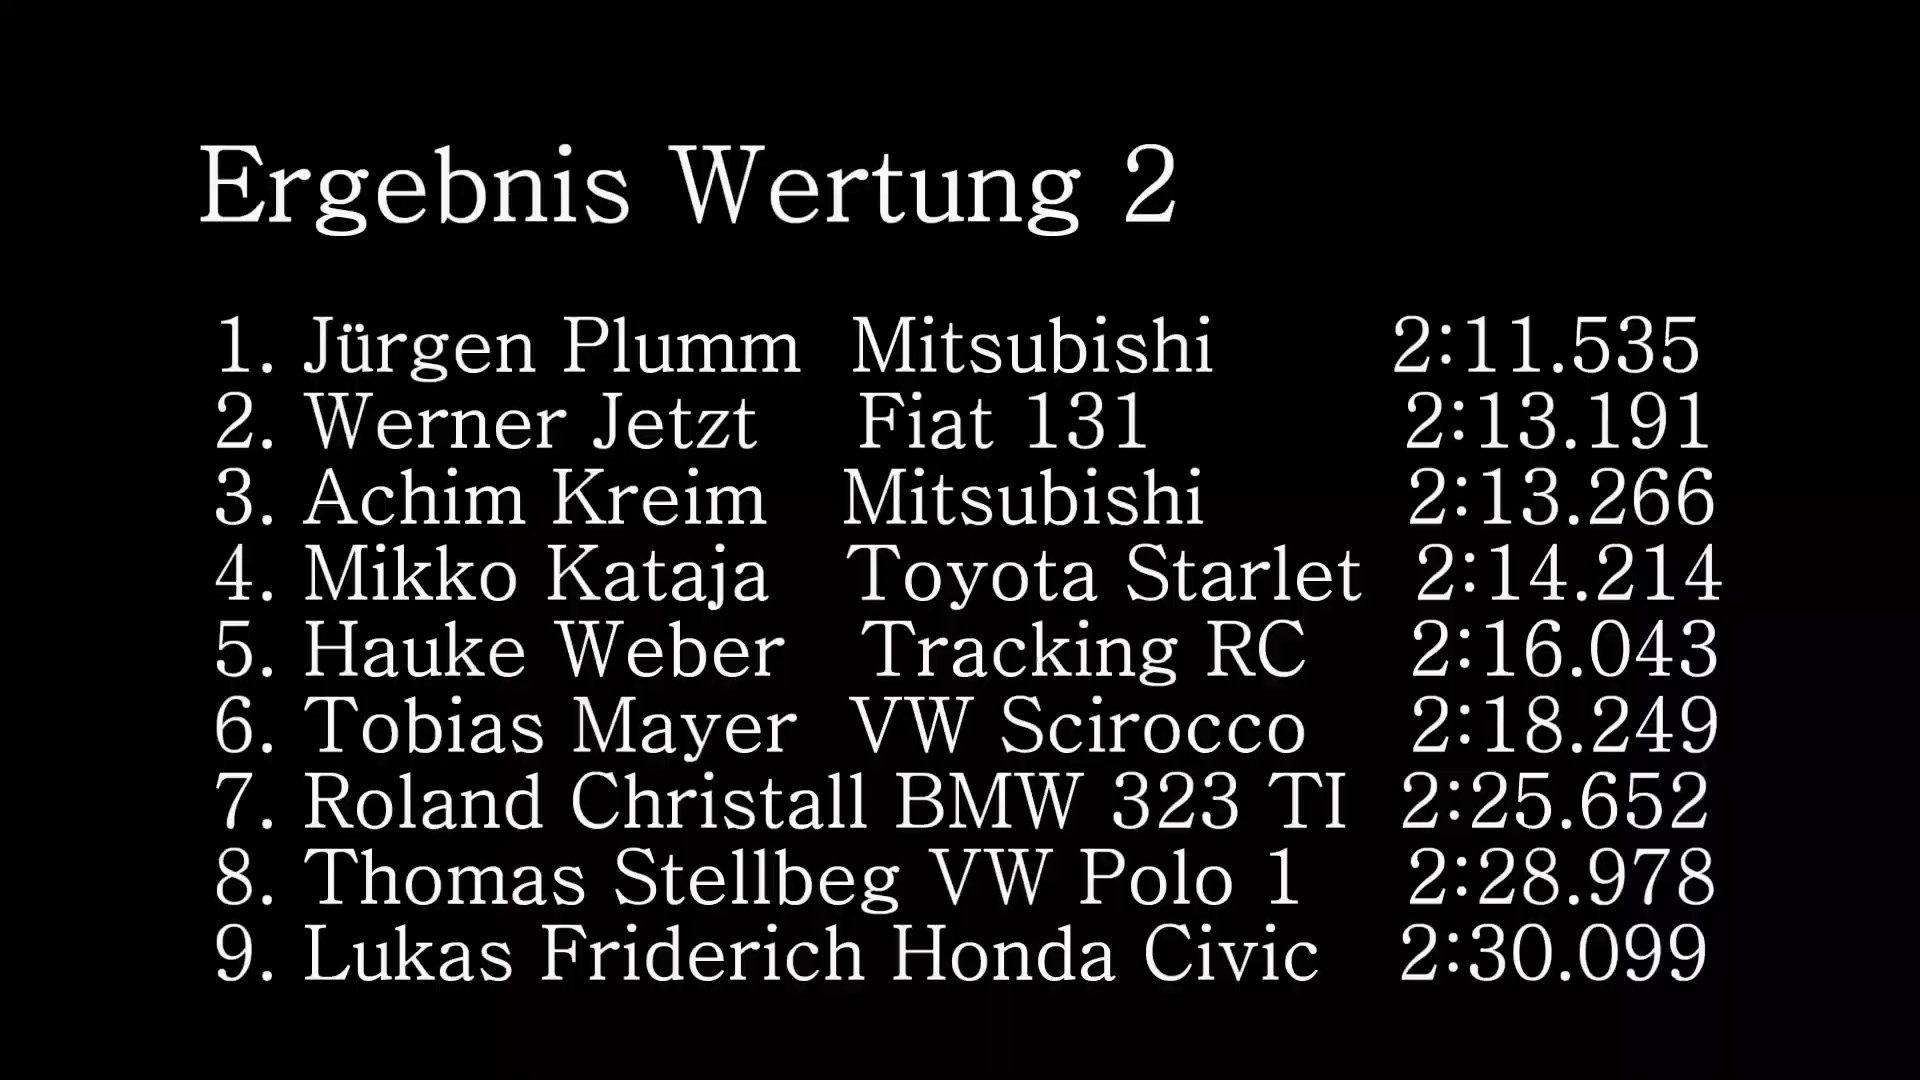 Ergebnis Wertung 2
1. Jürgen Plumm Mitsubishi 2:11.535
2. Werner Jetzt Fiat 131 2:13.191
3. Achim Kreim Mitsubishi 2:13.266
4. Mikko Kataja Toyota Starlet 2:14.214
5. Hauke Weber Tracking RC 2:16.043
6. Tobias Mayer VW Scirocco 2:18.249
7. Roland Christall BMW 323 TI 2:25.652
8. Thomas Stellbeg VW Polo 1 2:28.978
9. Lukas Friderich Honda Civic 2:30.099